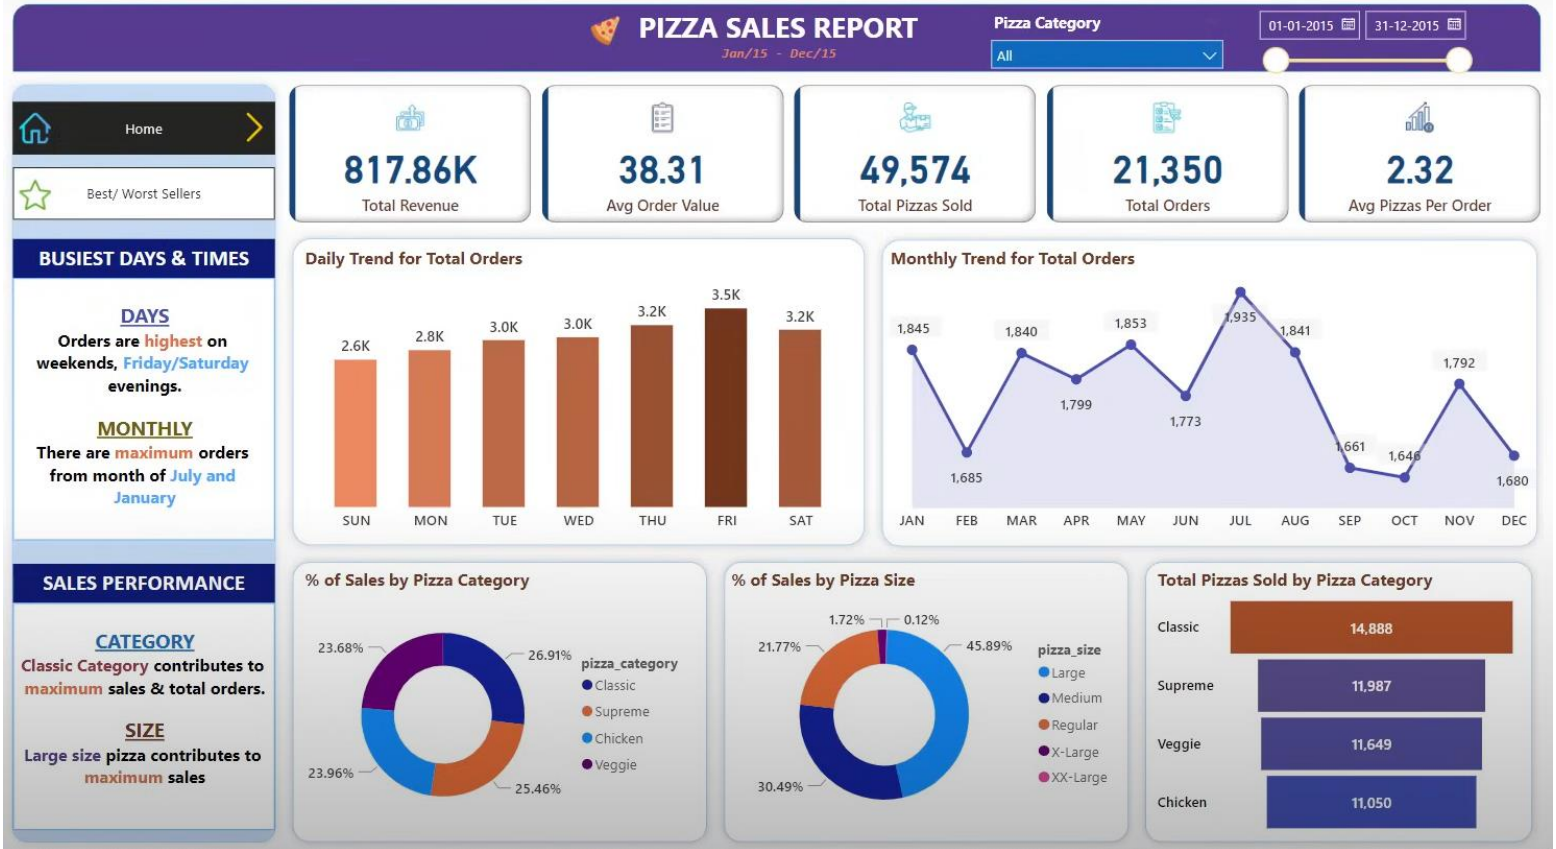 PIZZA SALES REPORT
Jan/15 - Dec/15
Pizza Category
All
01-01-2015
31-12-2015
Home
Best/ Worst Sellers
817.86K
Total Revenue
38.31
Avg Order Value
49,574
Total Pizzas Sold
21,350
Total Orders
2.32
Avg Pizzas Per Order
BUSIEST DAYS & TIMES
DAYS
Orders are highest on
weekends, Friday/Saturday
evenings.
MONTHLY
There are maximum orders
from month of July and
January
Daily Trend for Total Orders
2.6K
2.8K
3.0K
3.0K
3.2K
3.5K
3.2K
SUN
MON
TUE
WED
THU
FRI
SAT
Monthly Trend for Total Orders
1,845
1,685
1,840
1,799
1,853
1,773
1,935
1,841
1,661
1,646
1,792
1,680
JAN
FEB
MAR
APR
MAY
JUN
JUL
AUG
SEP
OCT
NOV
DEC
SALES PERFORMANCE
CATEGORY
Classic Category contributes to
maximum sales & total orders.
SIZE
Large size pizza contributes to
maximum sales
% of Sales by Pizza Category
23.68%
26.91%
23.96%
25.46%
pizza_category
Classic
Supreme
Chicken
Veggie
% of Sales by Pizza Size
1.72%
0.12%
21.77%
45.89%
30.49%
pizza_size
Large
Medium
Regular
X-Large
XX-Large
Total Pizzas Sold by Pizza Category
Classic
14,888
Supreme
11,987
Veggie
11,649
Chicken
11,050